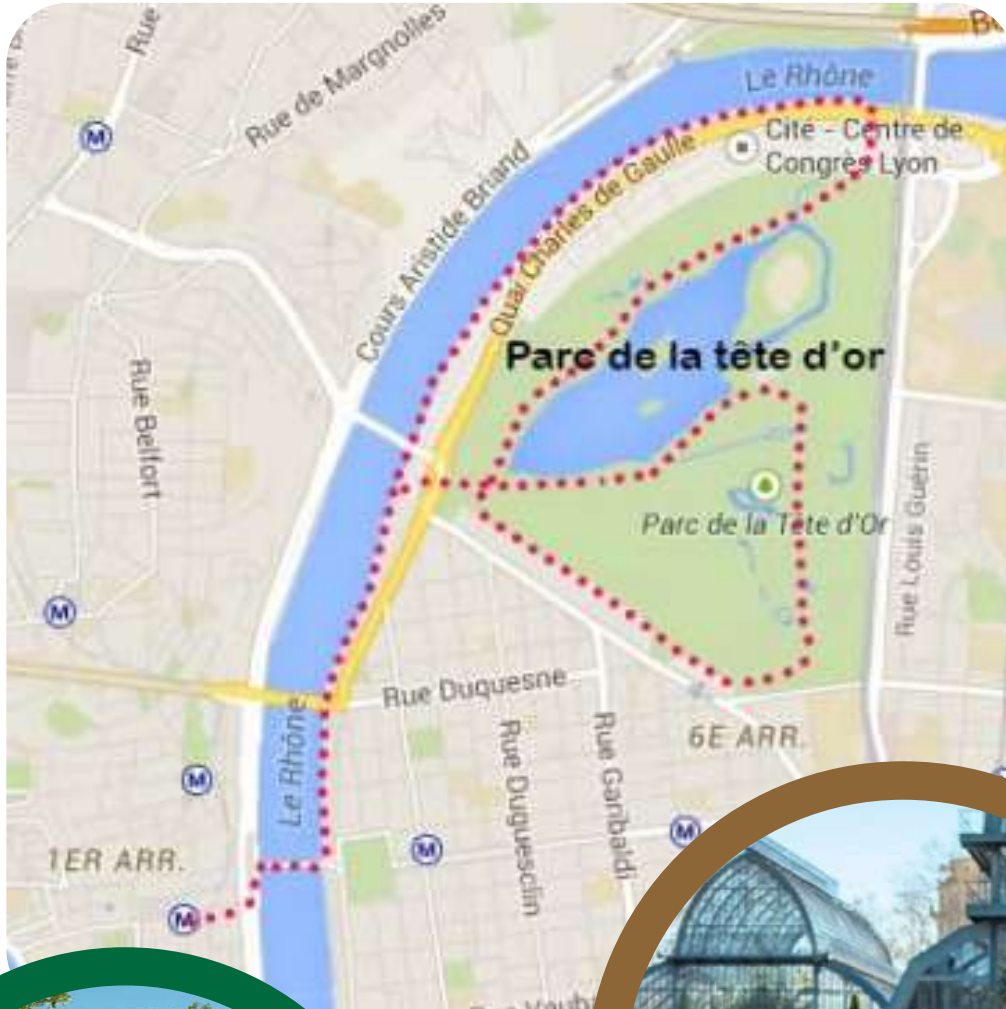 Rue
Rue de Margnolles
Le Rhône
Cité - Centre de
Congrès Lyon
Cours Aristide Briand
Quai Charles de Gaulle
Parc de la tête d'or
Rue Belfort
M
Parc de la Tête d'Or
Rue Louis Guérin
M
Rue Duquesne
6E ARR.
Le Rhône
Rue Duguesclin
Rue Garibaldi
M
M
M
1ER ARR.
M